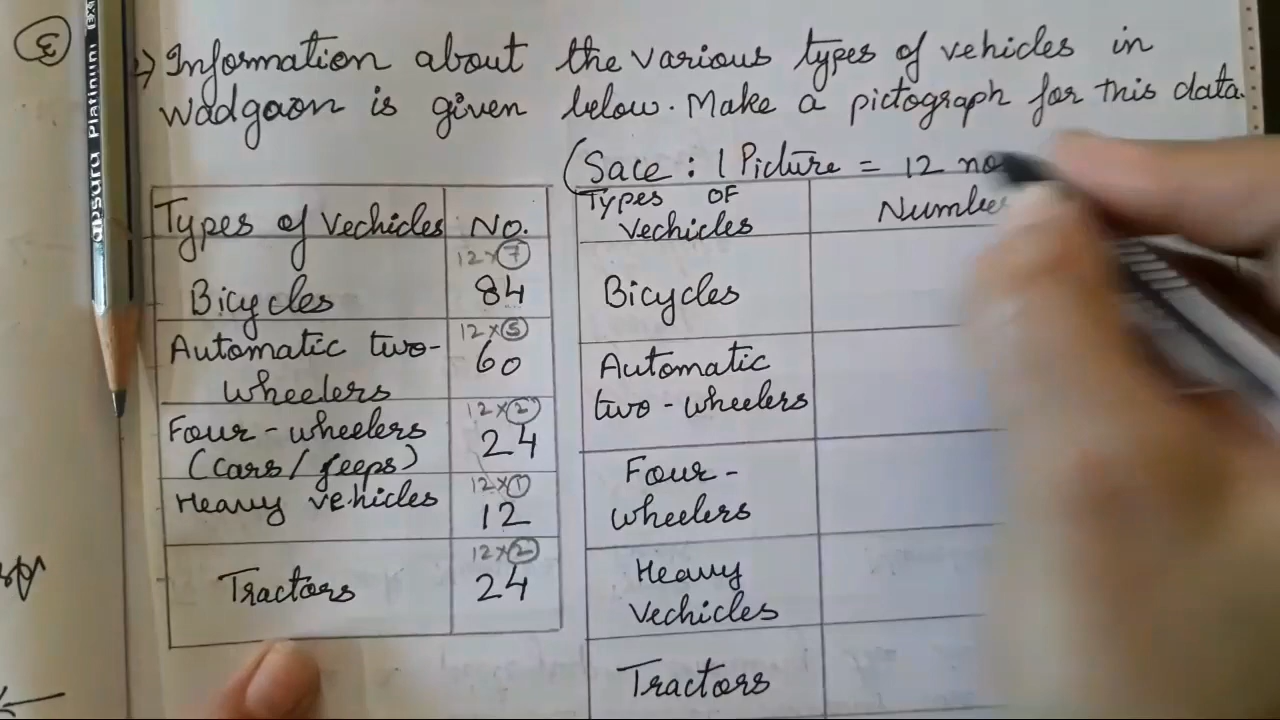 3
1) Information about the various types of vehicles in
Wadgaon is given below. Make a pictograph for this data.
(Sace : 1 Picture = 12 no
Types of Vechicles No.
12×7
Bicycles 84
12×5
Automatic two- 60
wheelers
12×2
Four - wheelers 24
(cars/jeeps)
12×1
Heavy vehicles 12
12×2
Tractors 24
Types OF Number
Vechicles
Bicycles
Automatic
two - wheelers
Four -
wheelers
Heavy
Vechicles
Tractors
apsara Platinum